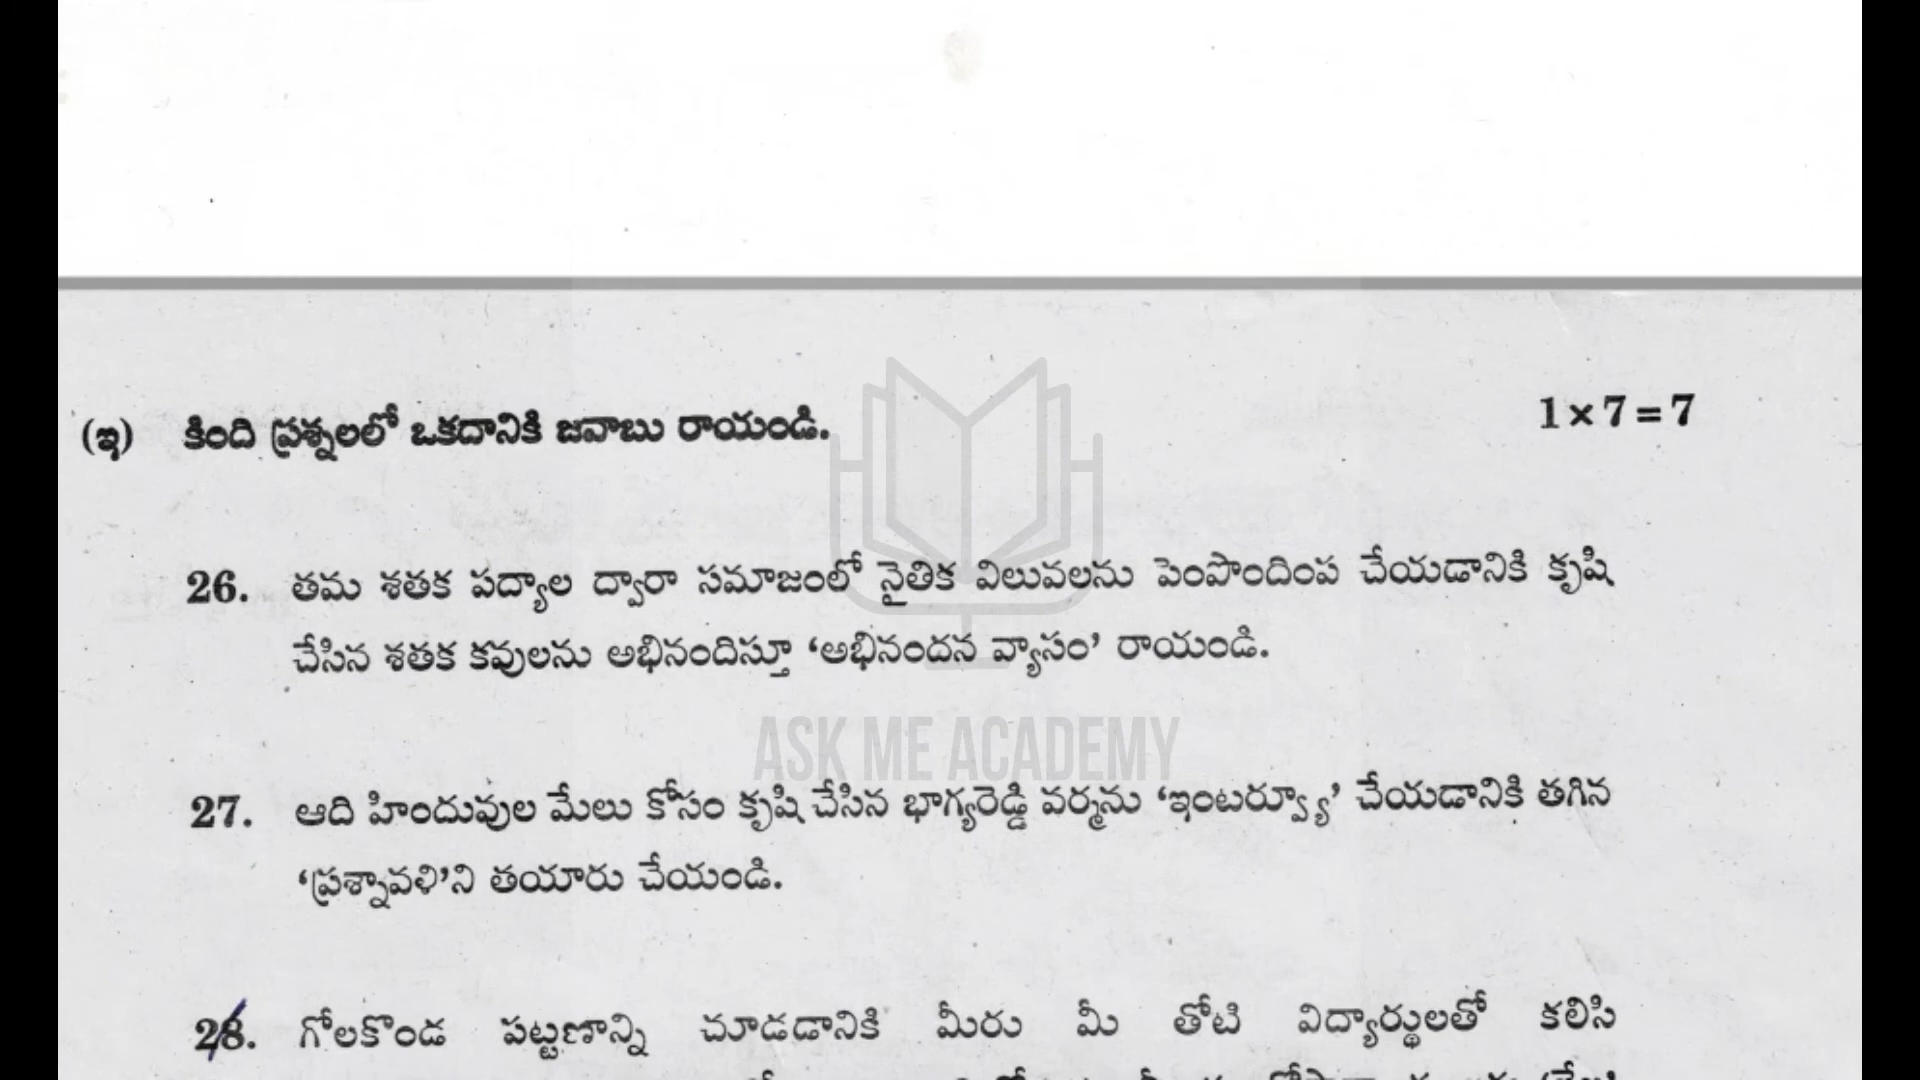 (ఇ) కింది ప్రశ్నలలో ఒకదానికి జవాబు రాయండి. 1 × 7 = 7
26. తమ శతక పద్యాల ద్వారా సమాజంలో నైతిక విలువలను పెంపొందింప చేయడానికి కృషి
చేసిన శతక కవులను అభినందిస్తూ ‘అభినందన వ్యాసం’ రాయండి.
ASK ME ACADEMY
27. ఆది హిందువుల మేలు కోసం కృషి చేసిన భాగ్యరెడ్డి వర్మను ‘ఇంటర్వ్యూ’ చేయడానికి తగిన
‘ప్రశ్నావళి’ని తయారు చేయండి.
28. గోలకొండ పట్టణాన్ని చూడడానికి మీరు మీ తోటి విద్యార్థులతో కలిసి